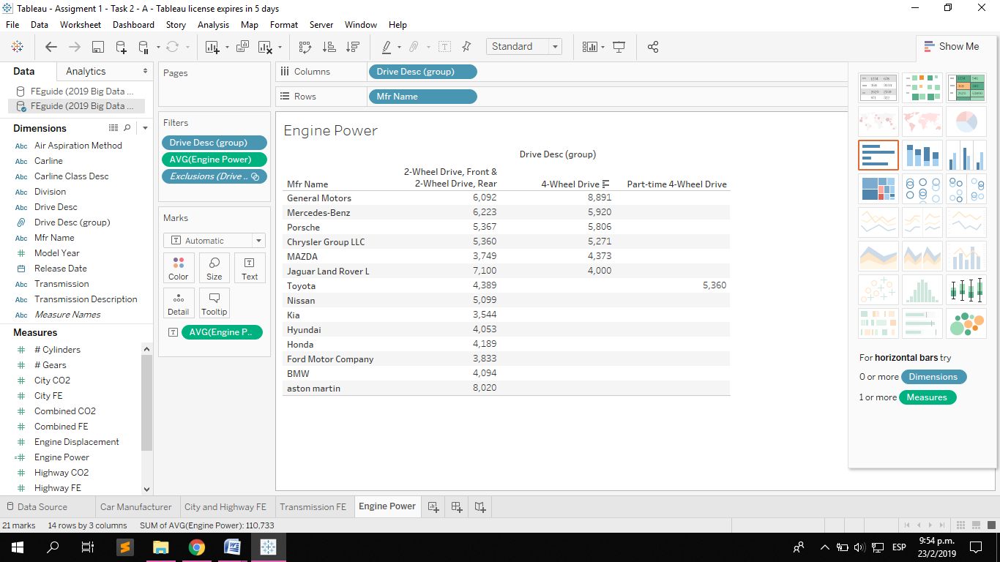 Tableau - Assigment 1 - Task 2 - A - Tableau license expires in 5 days
File Data Worksheet Dashboard Story Analysis Map Format Server Window Help
Standard
Show Me
Data Analytics
FEguide (2019 Big Data ...
FEguide (2019 Big Data ...
Dimensions
Abc Air Aspiration Method
Abc Carline
Abc Carline Class Desc
Abc Division
Abc Drive Desc
Drive Desc (group)
Abc Mfr Name
# Model Year
Release Date
Abc Transmission
Abc Transmission Description
Abc Measure Names
Measures
# # Cylinders
# # Gears
# City CO2
# City FE
# Combined CO2
# Combined FE
# Engine Displacement
=# Engine Power
# Highway CO2
# Highway FE
Pages
Filters
Drive Desc (group)
AVG(Engine Power)
Exclusions (Drive ..
Marks
T Automatic
Color Size Text
Detail Tooltip
T AVG(Engine P..
Columns Drive Desc (group)
Rows Mfr Name
Engine Power
Drive Desc (group)
2-Wheel Drive, Front &
Mfr Name 2-Wheel Drive, Rear 4-Wheel Drive Part-time 4-Wheel Drive
General Motors 6,092 8,891
Mercedes-Benz 6,223 5,920
Porsche 5,367 5,806
Chrysler Group LLC 5,360 5,271
MAZDA 3,749 4,373
Jaguar Land Rover L 7,100 4,000
Toyota 4,389 5,360
Nissan 5,099
Kia 3,544
Hyundai 4,053
Honda 4,189
Ford Motor Company 3,833
BMW 4,094
aston martin 8,020
For horizontal bars try
0 or more Dimensions
1 or more Measures
Data Source Car Manufacturer City and Highway FE Transmission FE Engine Power
21 marks 14 rows by 3 columns SUM of AVG(Engine Power): 110,733
ESP
9:54 p.m.
23/2/2019